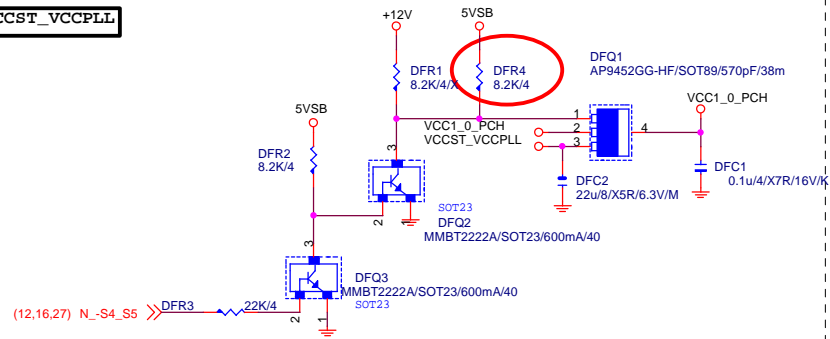 CCST_VCCPLL
+12V
5VSB
DFR1
8.2K/4/X
DFR4
8.2K/4
DFQ1
AP9452GG-HF/SOT89/570pF/38m
VCC1_0_PCH
1
VCC1_0_PCH
2
4
VCCST_VCCPLL
3
5VSB
DFR2
8.2K/4
3
DFC1
0.1u/4/X7R/16V/K
DFC2
22u/8/X5R/6.3V/M
SOT23
2
1
DFQ2
MMBT2222A/SOT23/600mA/40
3
DFQ3
MMBT2222A/SOT23/600mA/40
SOT23
(12,16,27) N_-S4_S5
DFR3
22K/4
2
1